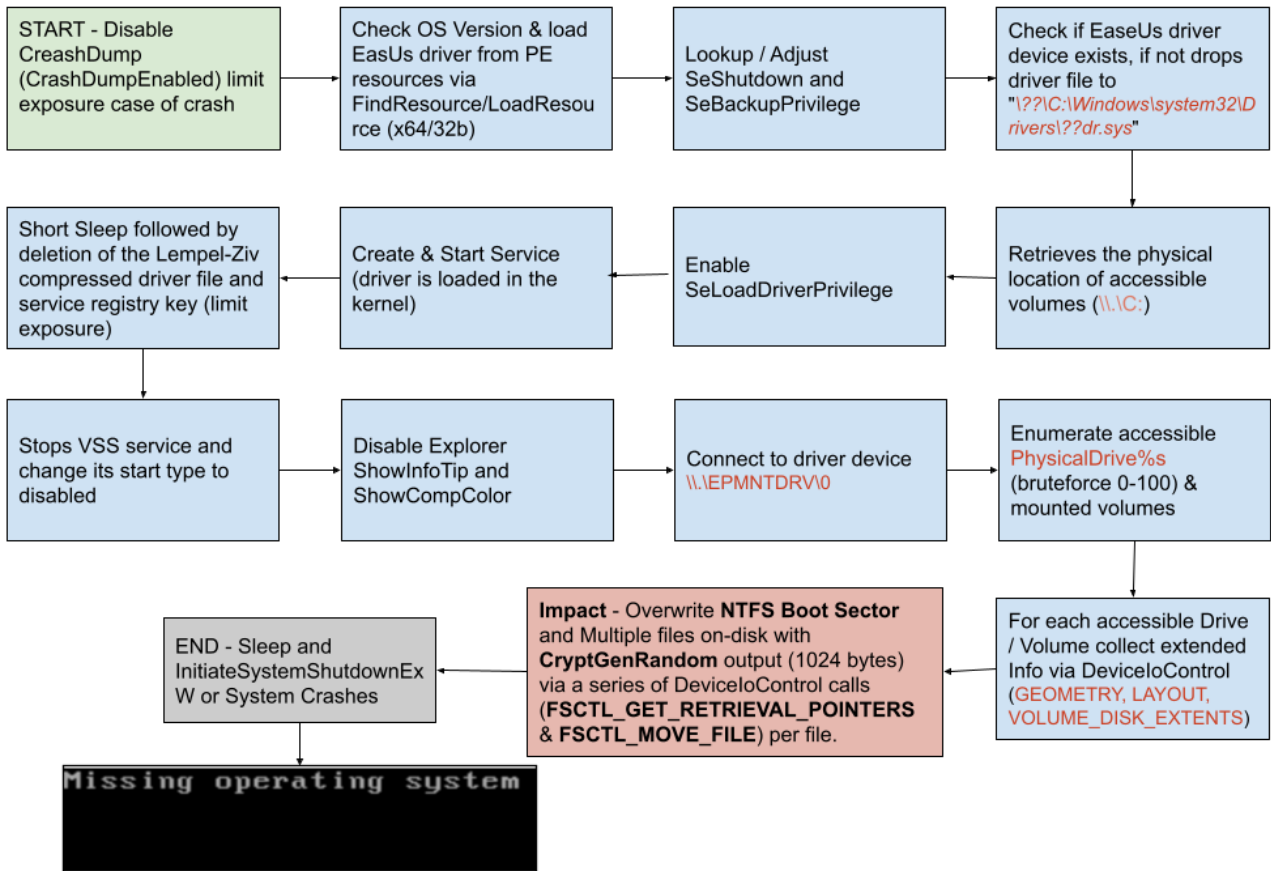 START - Disable
CreashDump
(CrashDumpEnabled) limit
exposure case of crash
Check OS Version & load
EasUs driver from PE
resources via
FindResource/LoadResou
rce (x64/32b)
Lookup / Adjust
SeShutdown and
SeBackupPrivilege
Check if EaseUs driver
device exists, if not drops
driver file to
"\??\C:\Windows\system32\D
rivers\??dr.sys"
Retrieves the physical
location of accessible
volumes (\\.\C:)
Enable
SeLoadDriverPrivilege
Create & Start Service
(driver is loaded in the
kernel)
Short Sleep followed by
deletion of the Lempel-Ziv
compressed driver file and
service registry key (limit
exposure)
Stops VSS service and
change its start type to
disabled
Disable Explorer
ShowInfoTip and
ShowCompColor
Connect to driver device
\\.\EPMNTDRV\0
Enumerate accessible
PhysicalDrive%s
(bruteforce 0-100) &
mounted volumes
For each accessible Drive
/ Volume collect extended
Info via DeviceIoControl
(GEOMETRY, LAYOUT,
VOLUME_DISK_EXTENTS)
Impact - Overwrite NTFS Boot Sector
and Multiple files on-disk with
CryptGenRandom output (1024 bytes)
via a series of DeviceIoControl calls
(FSCTL_GET_RETRIEVAL_POINTERS
& FSCTL_MOVE_FILE) per file.
END - Sleep and
InitiateSystemShutdownEx
W or System Crashes
Missing operating system